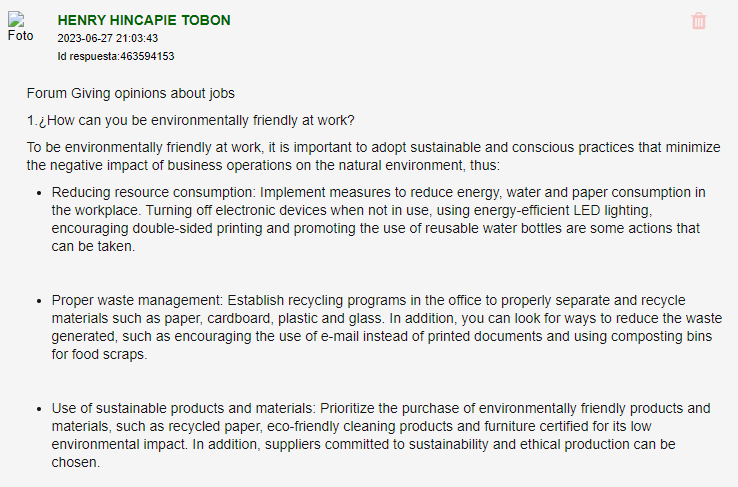 Foto
HENRY HINCAPIE TOBON
2023-06-27 21:03:43
Id respuesta:463594153
Forum Giving opinions about jobs
1.¿How can you be environmentally friendly at work?
To be environmentally friendly at work, it is important to adopt sustainable and conscious practices that minimize
the negative impact of business operations on the natural environment, thus:
• Reducing resource consumption: Implement measures to reduce energy, water and paper consumption in
the workplace. Turning off electronic devices when not in use, using energy-efficient LED lighting,
encouraging double-sided printing and promoting the use of reusable water bottles are some actions that
can be taken.
• Proper waste management: Establish recycling programs in the office to properly separate and recycle
materials such as paper, cardboard, plastic and glass. In addition, you can look for ways to reduce the waste
generated, such as encouraging the use of e-mail instead of printed documents and using composting bins
for food scraps.
• Use of sustainable products and materials: Prioritize the purchase of environmentally friendly products and
materials, such as recycled paper, eco-friendly cleaning products and furniture certified for its low
environmental impact. In addition, suppliers committed to sustainability and ethical production can be
chosen.